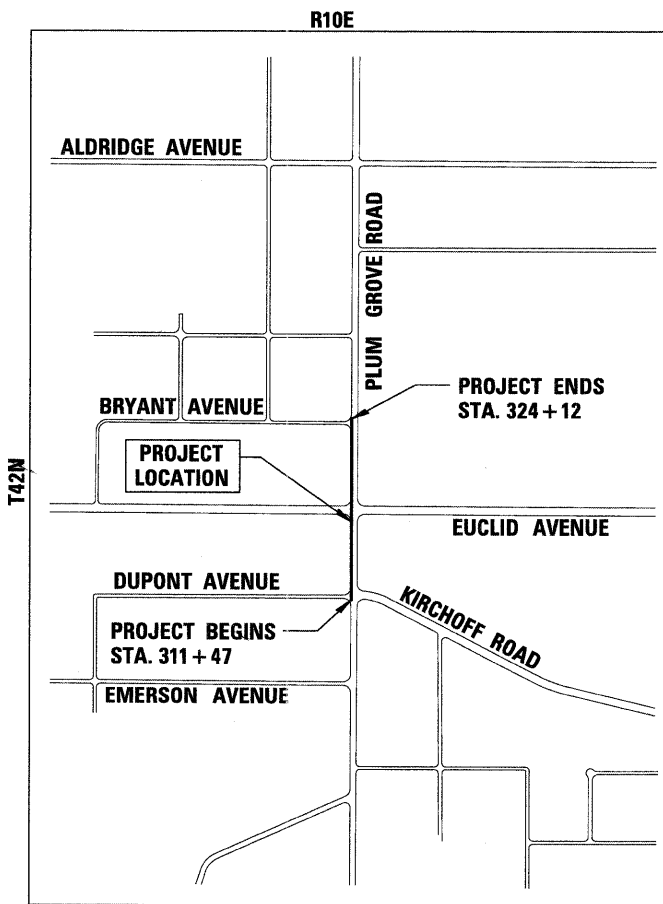 R10E
ALDRIDGE AVENUE
PLUM GROVE ROAD
PROJECT ENDS
STA. 324+12
BRYANT AVENUE
PROJECT
LOCATION
T42N
EUCLID AVENUE
DUPONT AVENUE
KIRCHOFF ROAD
PROJECT BEGINS
STA. 311+47
EMERSON AVENUE